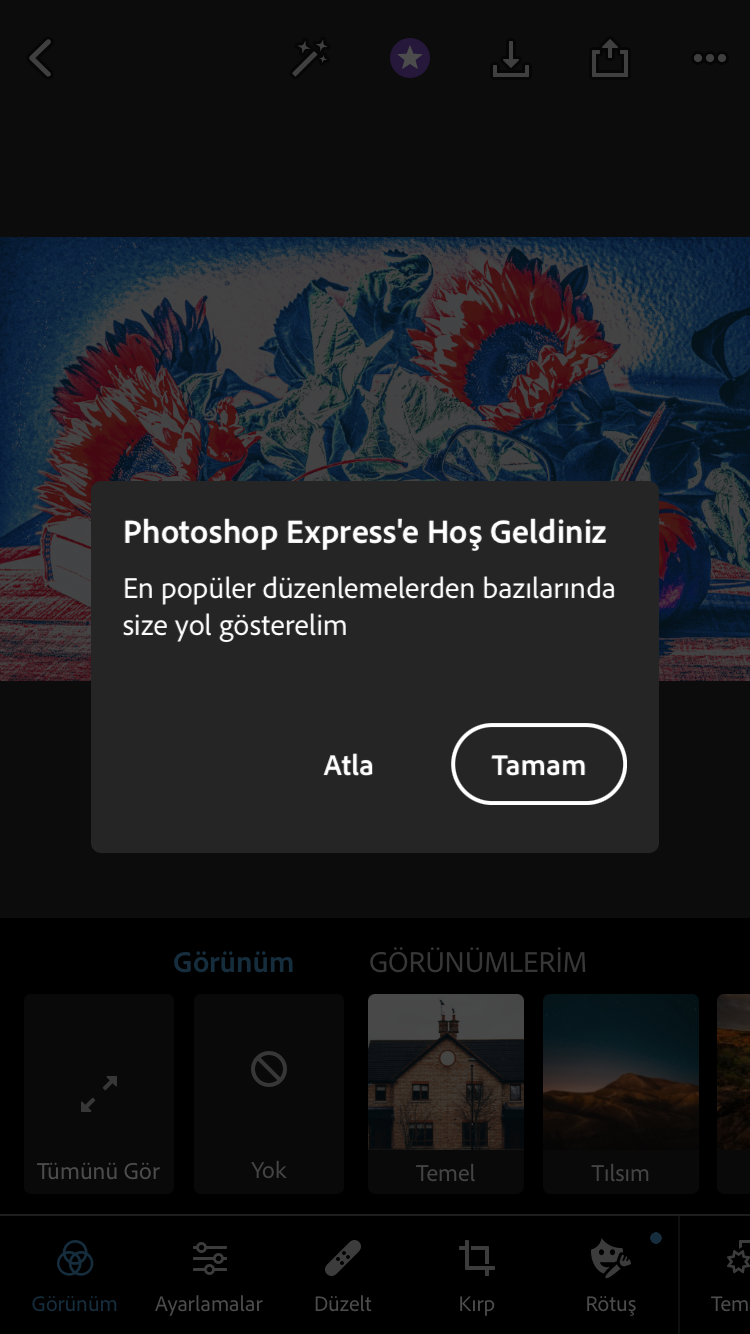 Photoshop Express'e Hoş Geldiniz
En popüler düzenlemelerden bazılarında
size yol gösterelim
Atla
Tamam
Görünüm
GÖRÜNÜMLERİM
Tümünü Gör
Yok
Temel
Tılsım
Görünüm
Ayarlamalar
Düzelt
Kırp
Rötuş
Tem